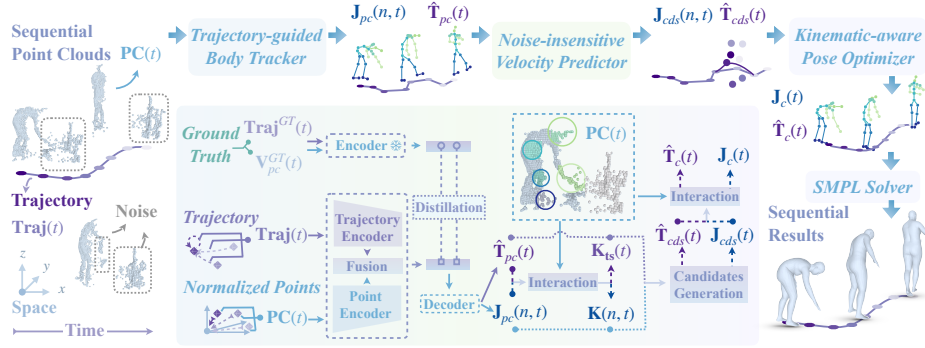 Sequential
Point Clouds
PC(t)
Trajectory-guided
Body Tracker
J_pc(n, t)
T̂_pc(t)
Noise-insensitive
Velocity Predictor
J_cds(n, t)
T̂_cds(t)
Kinematic-aware
Pose Optimizer
J_c(t)
T̂_c(t)
SMPL Solver
Sequential
Results
Trajectory
Traj(t)
Noise
z
y
x
Space
Time
Ground
Truth
Traj^GT(t)
V_pc^GT(t)
Encoder
Distillation
Trajectory
Traj(t)
Trajectory
Encoder
Fusion
Point
Encoder
Normalized Points
PC(t)
Decoder
PC(t)
T̂_pc(t)
J_pc(n, t)
Interaction
K_ts(t)
K(n, t)
T̂_c(t)
J_c(t)
Interaction
T̂_cds(t)
J_cds(t)
Candidates
Generation